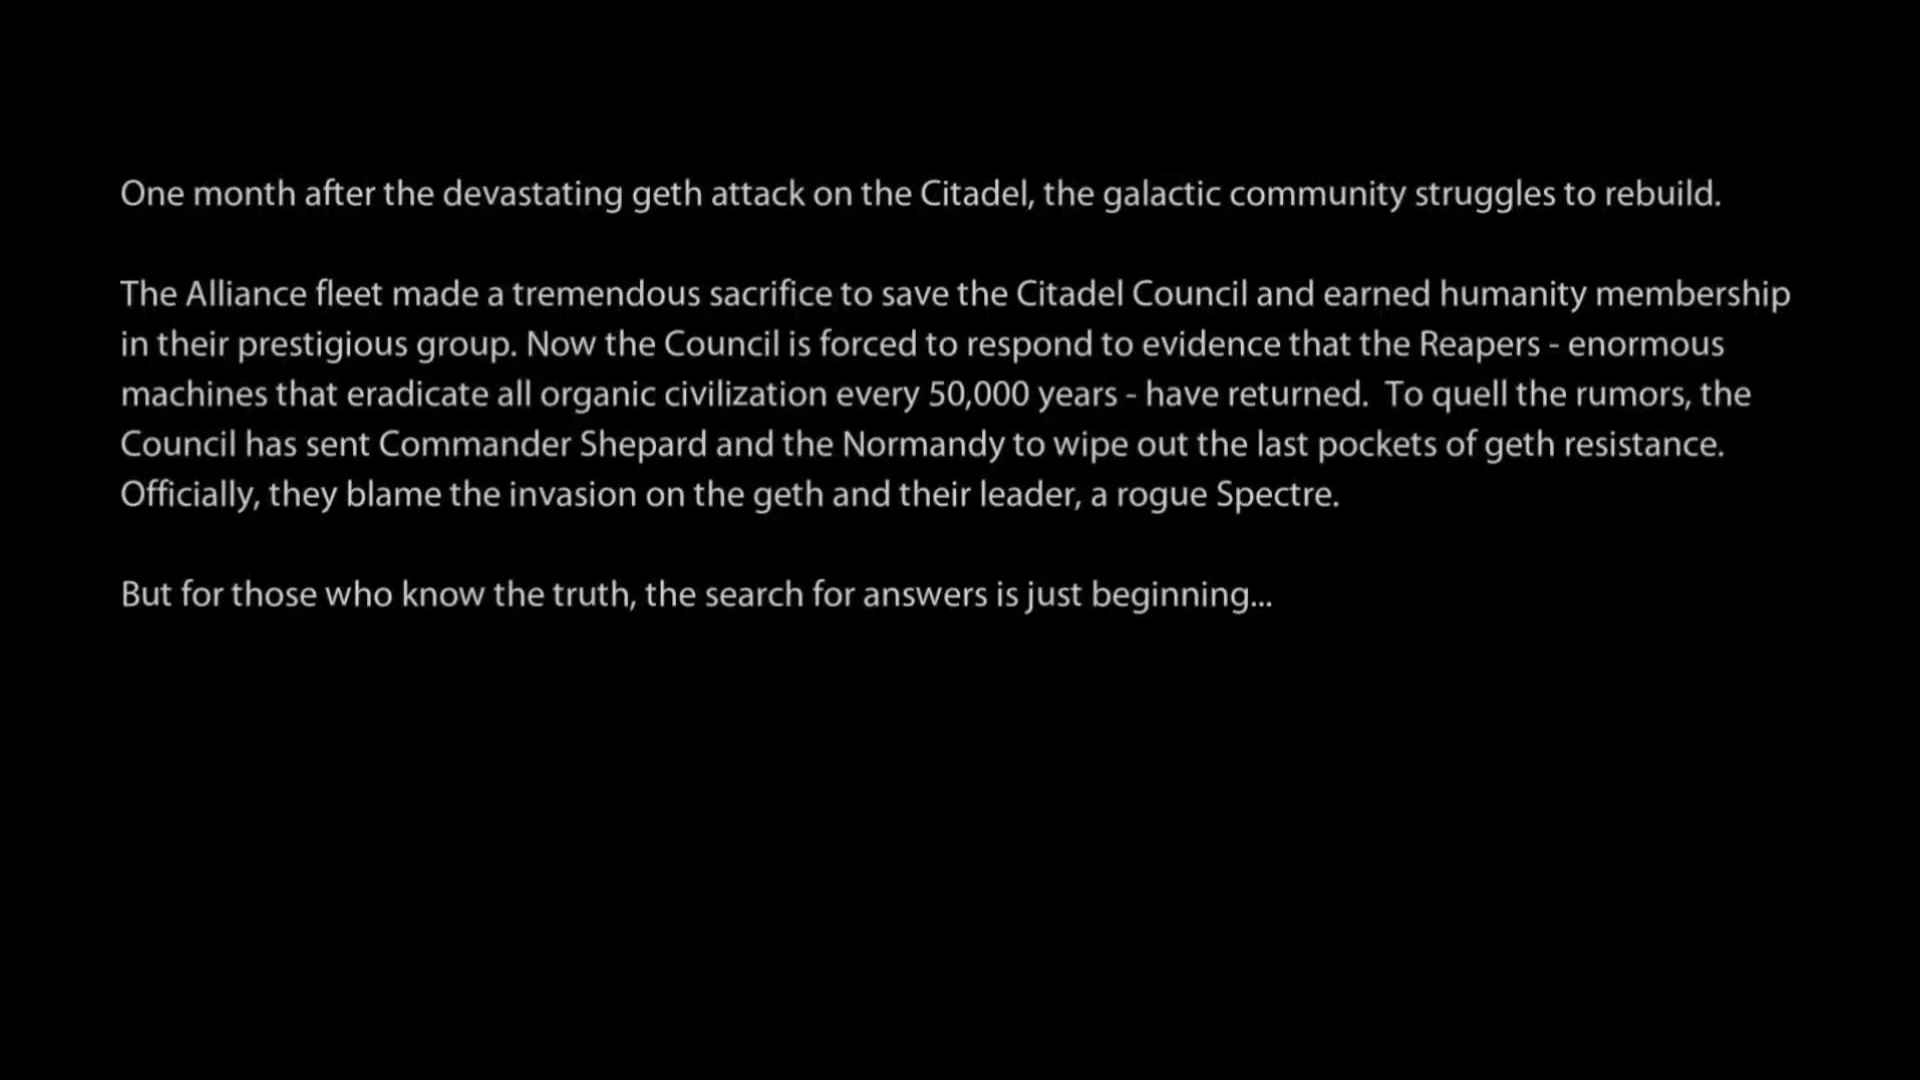 One month after the devastating geth attack on the Citadel, the galactic community struggles to rebuild.
The Alliance fleet made a tremendous sacrifice to save the Citadel Council and earned humanity membership
in their prestigious group. Now the Council is forced to respond to evidence that the Reapers - enormous
machines that eradicate all organic civilization every 50,000 years - have returned.  To quell the rumors, the
Council has sent Commander Shepard and the Normandy to wipe out the last pockets of geth resistance.
Officially, they blame the invasion on the geth and their leader, a rogue Spectre.
But for those who know the truth, the search for answers is just beginning...